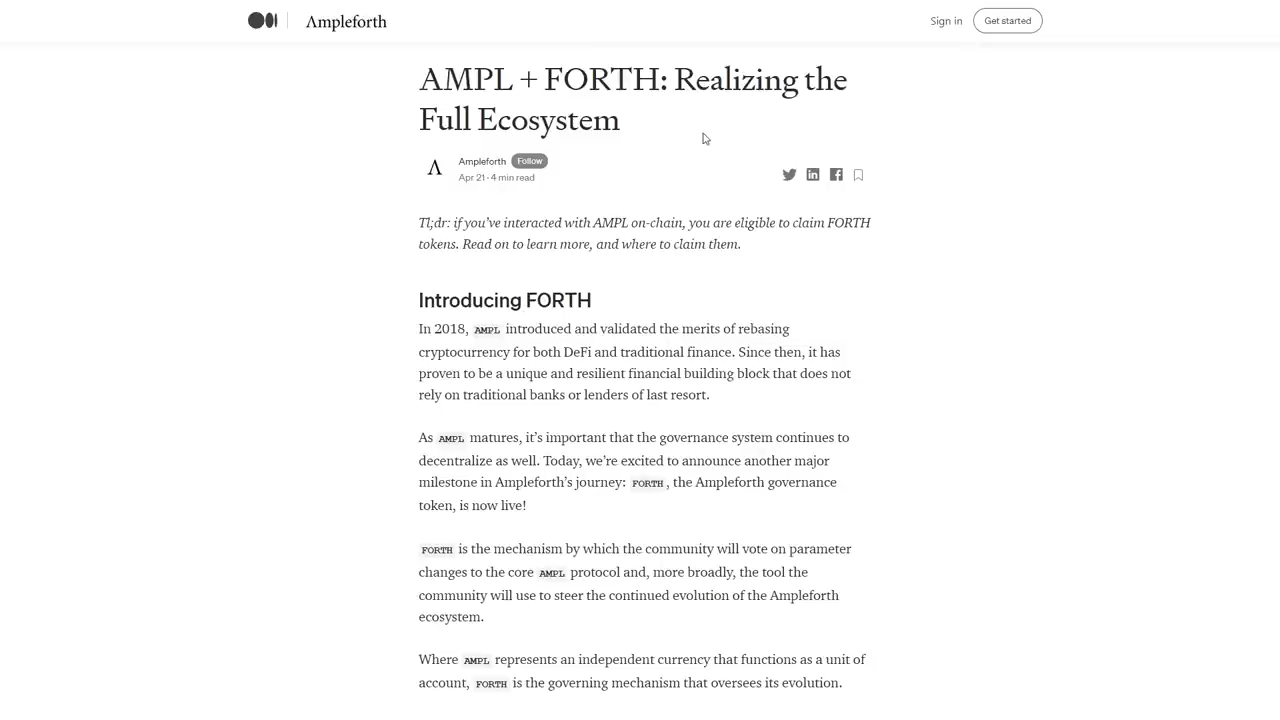 Ampleforth
Sign in
Get started
AMPL + FORTH: Realizing the
Full Ecosystem
Λ
Ampleforth
Follow
Apr 21 · 4 min read
Tl;dr: if you’ve interacted with AMPL on-chain, you are eligible to claim FORTH
tokens. Read on to learn more, and where to claim them.
Introducing FORTH
In 2018, AMPL introduced and validated the merits of rebasing
cryptocurrency for both DeFi and traditional finance. Since then, it has
proven to be a unique and resilient financial building block that does not
rely on traditional banks or lenders of last resort.
As AMPL matures, it’s important that the governance system continues to
decentralize as well. Today, we’re excited to announce another major
milestone in Ampleforth’s journey: FORTH, the Ampleforth governance
token, is now live!
FORTH is the mechanism by which the community will vote on parameter
changes to the core AMPL protocol and, more broadly, the tool the
community will use to steer the continued evolution of the Ampleforth
ecosystem.
Where AMPL represents an independent currency that functions as a unit of
account, FORTH is the governing mechanism that oversees its evolution.